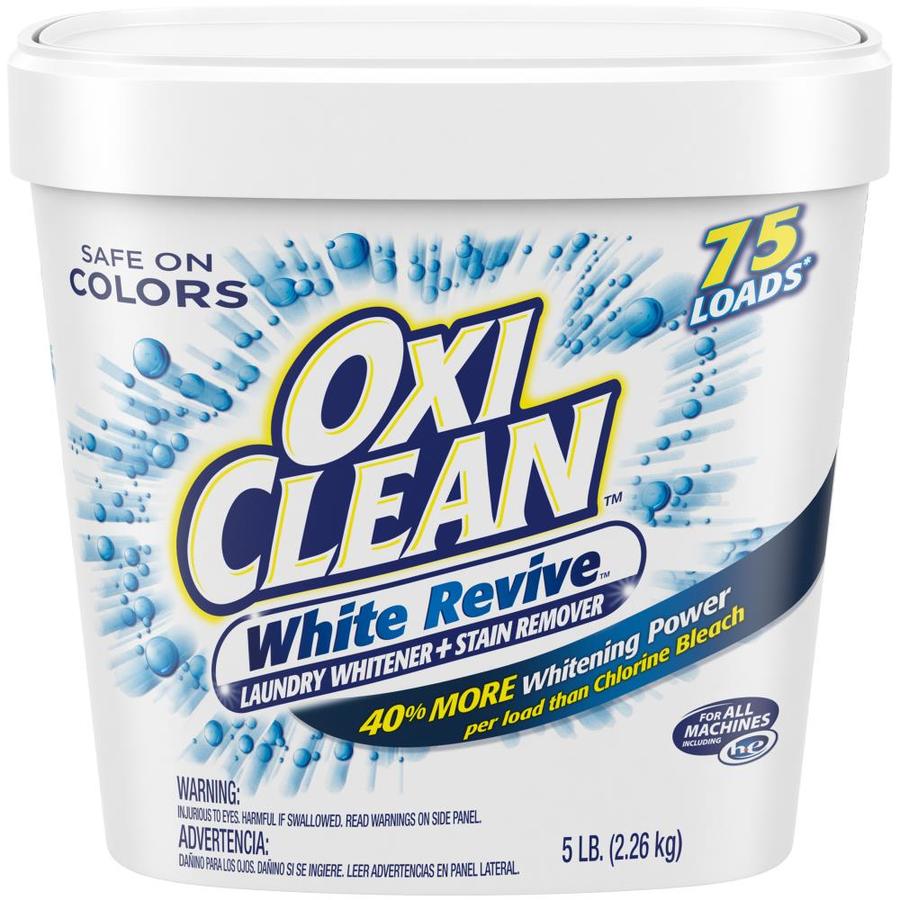 SAFE ON
COLORS
75
LOADS*
OXI
CLEAN™
White Revive™
LAUNDRY WHITENER + STAIN REMOVER
40% MORE Whitening Power
per load than Chlorine Bleach
FOR ALL
MACHINES
INCLUDING he
WARNING:
INJURIOUS TO EYES. HARMFUL IF SWALLOWED. READ WARNINGS ON SIDE PANEL.
ADVERTENCIA:
DAÑINO PARA LOS OJOS. DAÑINO SI SE INGIERE. LEER ADVERTENCIAS EN PANEL LATERAL.
5 LB. (2.26 kg)